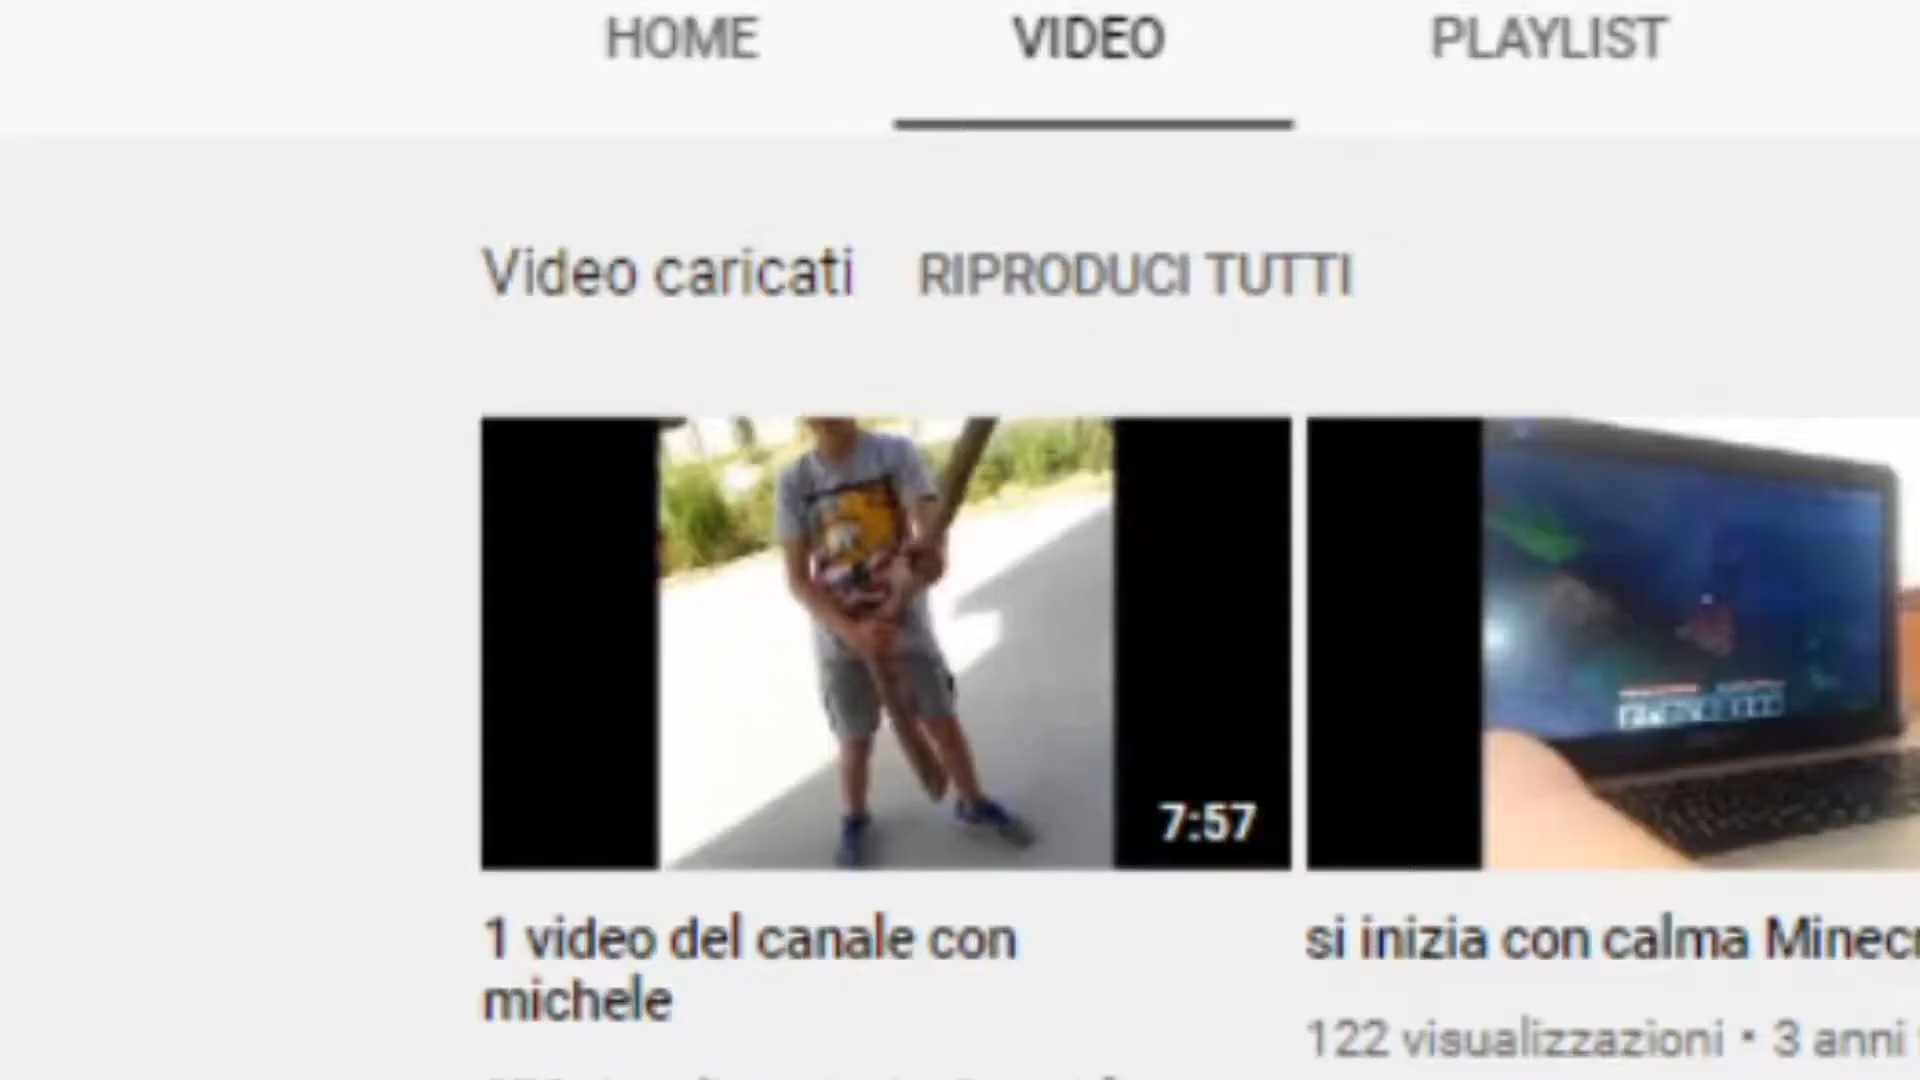 HOME VIDEO PLAYLIST
Video caricati RIPRODUCI TUTTI
7:57
1 video del canale con
michele
si inizia con calma Minecr
122 visualizzazioni • 3 anni